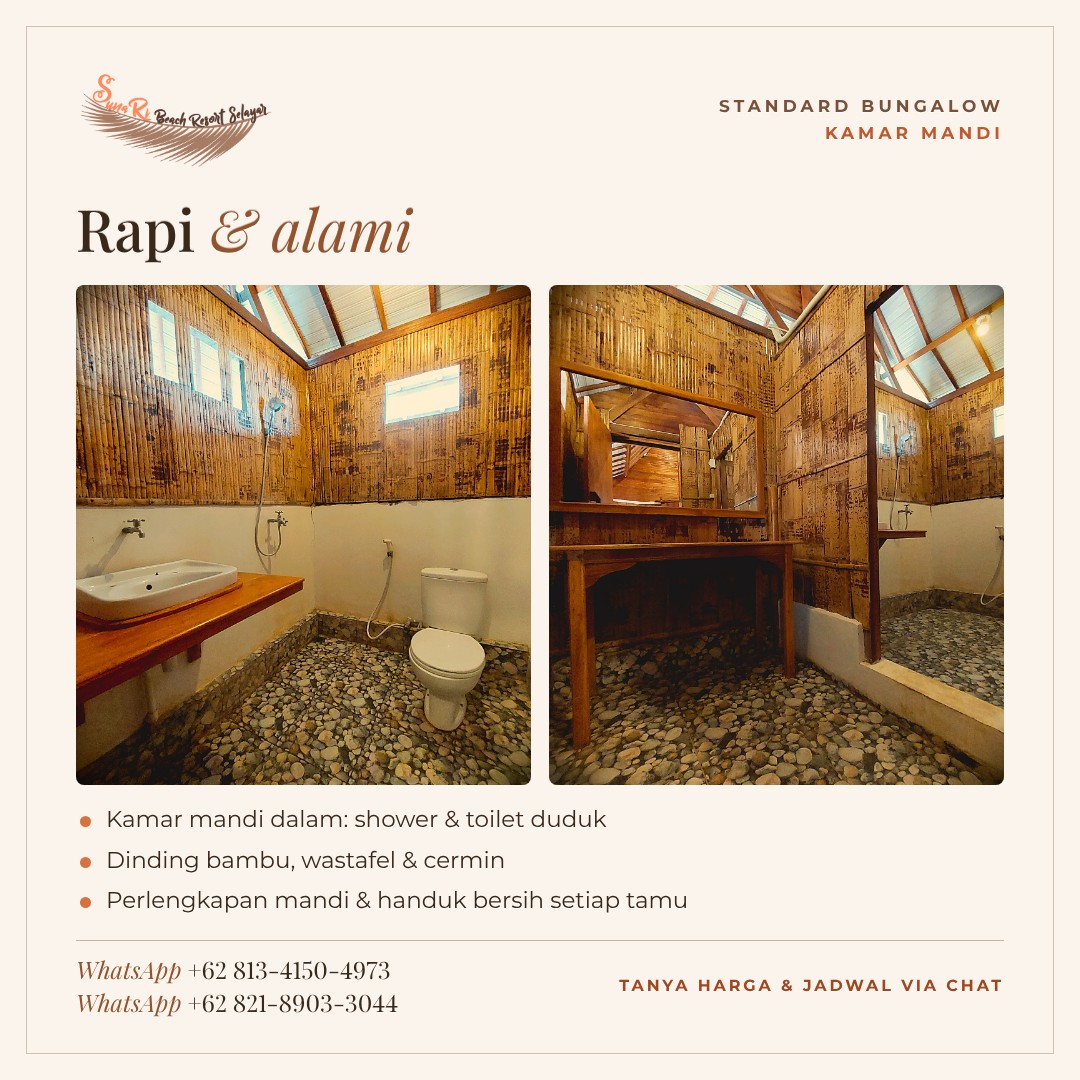 SunaRi Beach Resort Selayar
STANDARD BUNGALOW
KAMAR MANDI
Rapi & alami
Kamar mandi dalam: shower & toilet duduk
Dinding bambu, wastafel & cermin
Perlengkapan mandi & handuk bersih setiap tamu
WhatsApp +62 813-4150-4973
WhatsApp +62 821-8903-3044
TANYA HARGA & JADWAL VIA CHAT